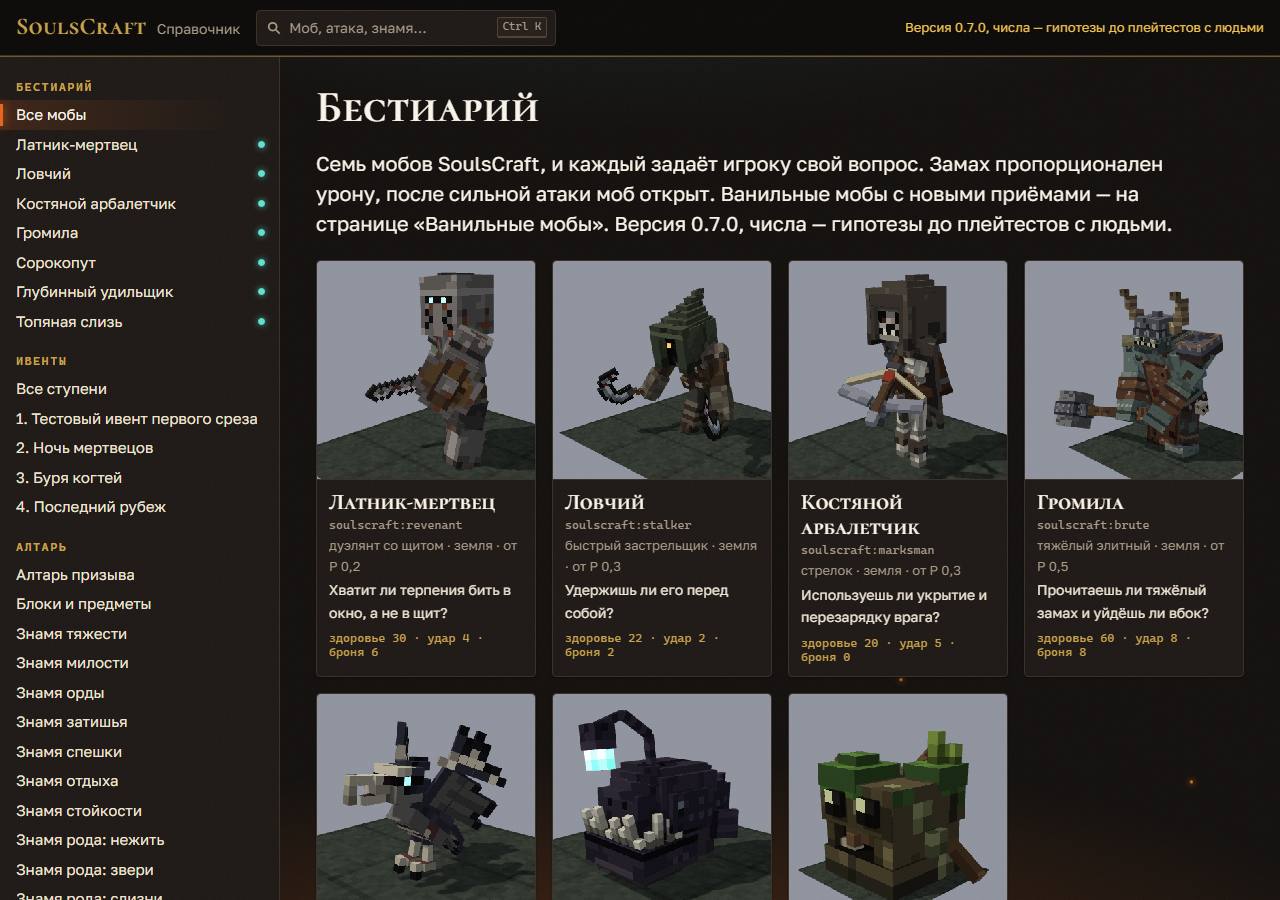 SoulsCraft Справочник
Моб, атака, знамя... Ctrl K
Версия 0.7.0, числа — гипотезы до плейтестов с людьми
БЕСТИАРИЙ
Все мобы
Латник-мертвец
Ловчий
Костяной арбалетчик
Громила
Сорокопут
Глубинный удильщик
Топяная слизь
ИВЕНТЫ
Все ступени
1. Тестовый ивент первого среза
2. Ночь мертвецов
3. Буря когтей
4. Последний рубеж
АЛТАРЬ
Алтарь призыва
Блоки и предметы
Знамя тяжести
Знамя милости
Знамя орды
Знамя затишья
Знамя спешки
Знамя отдыха
Знамя стойкости
Знамя рода: нежить
Знамя рода: звери
Знамя рода: слизни
Бестиарий
Семь мобов SoulsCraft, и каждый задаёт игроку свой вопрос. Замах пропорционален
урону, после сильной атаки моб открыт. Ванильные мобы с новыми приёмами — на
странице «Ванильные мобы». Версия 0.7.0, числа — гипотезы до плейтестов с людьми.
Латник-мертвец
soulscraft:revenant
дуэлянт со щитом · земля · от
Р 0,2
Хватит ли терпения бить в
окно, а не в щит?
здоровье 30 · удар 4 ·
броня 6
Ловчий
soulscraft:stalker
быстрый застрельщик · земля
· от Р 0,3
Удержишь ли его перед
собой?
здоровье 22 · удар 2 ·
броня 2
Костяной
арбалетчик
soulscraft:marksman
стрелок · земля · от Р 0,3
Используешь ли укрытие и
перезарядку врага?
здоровье 20 · удар 5 ·
броня 0
Громила
soulscraft:brute
тяжёлый элитный · земля · от
Р 0,5
Прочитаешь ли тяжёлый
замах и уйдёшь ли вбок?
здоровье 60 · удар 8 ·
броня 8